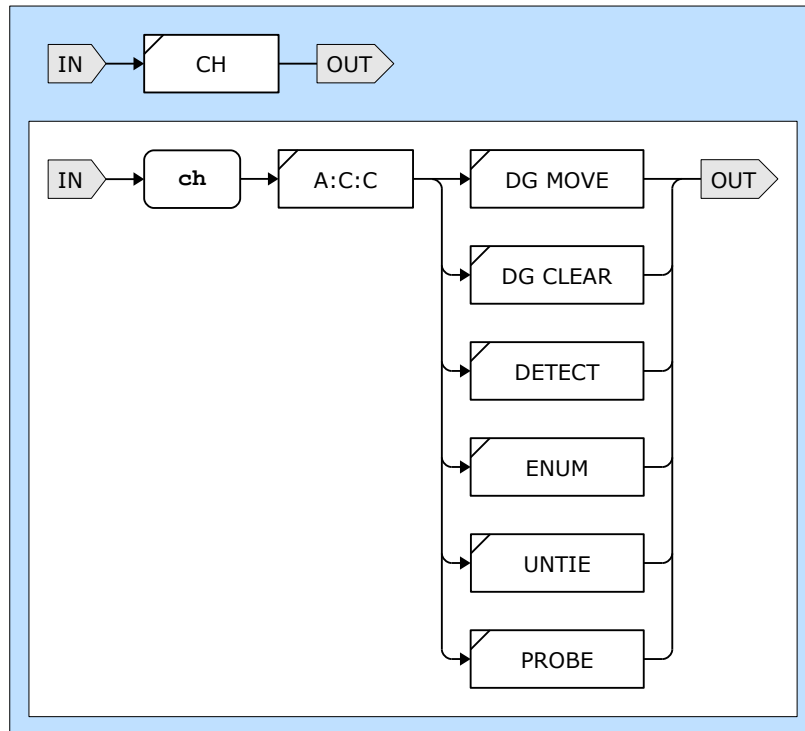 IN CH OUT
IN ch A:C:C DG MOVE OUT
DG CLEAR
DETECT
ENUM
UNTIE
PROBE